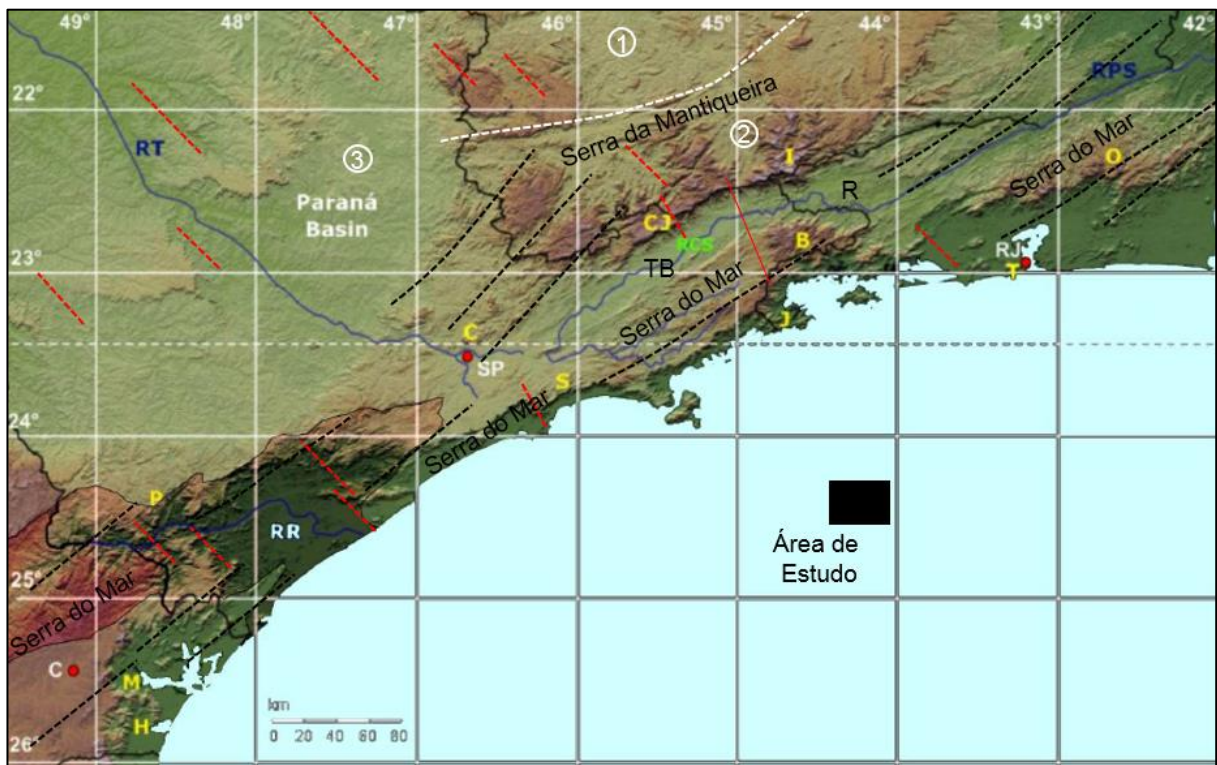 49° 48° 47° 46° 45° 44° 43° 42°
1
RPS
22°
Serra da Mantiqueira
2
RT
3
I
Serra do Mar
O
Paraná
Basin
R
CJ
RCS
B
RJ
23°
TB
T
Serra do Mar
J
C
SP
S
24°
Serra do Mar
P
RR
Área de
Estudo
25°
Serra do Mar
C
M
km
H
0 20 40 60 80
26°